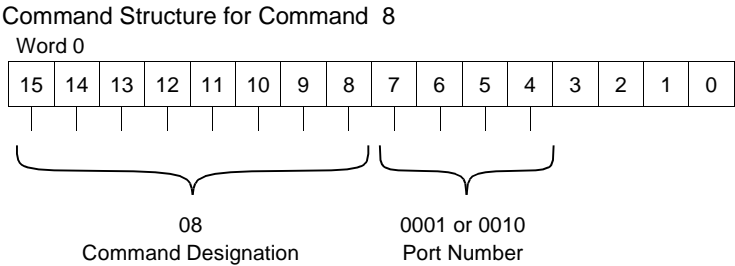 Command Structure for Command 8
Word 0
15 14 13 12 11 10 9 8 7 6 5 4 3 2 1 0
08 0001 or 0010
Command Designation Port Number